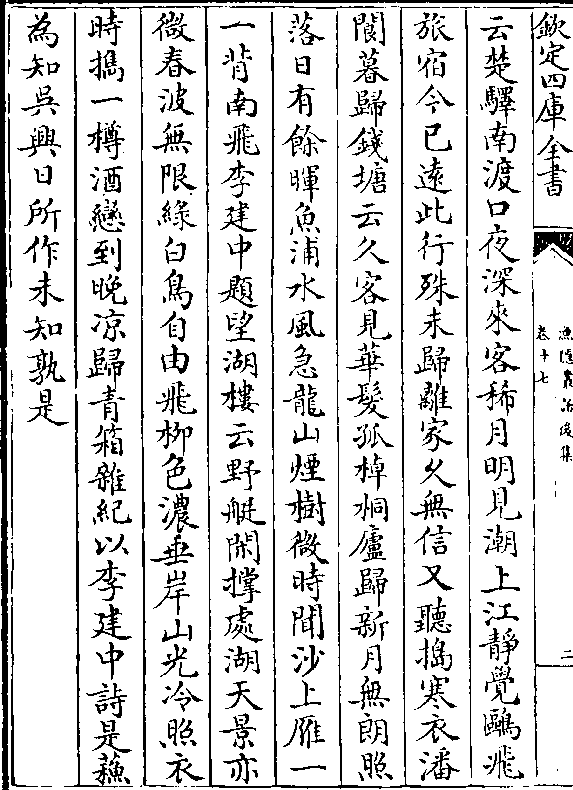 欽定四庫全書
漁隱叢話後集
卷十七
二
云楚驛南渡口夜深來客稀月明見潮上江靜覺鷗飛
旅宿今已遠此行殊未歸離家久無信又聽搗寒衣潘
閬暮歸錢塘云久客見華髮孤棹桐廬歸新月無朗照
落日有餘暉魚浦水風急龍山煙樹微時聞沙上雁一
一背南飛李建中題望湖樓云野艇閒撑處湖天景亦
微春波無限綠白鳥自由飛柳色濃垂岸山光冷照衣
時擕一樽酒戀到晚凉歸青箱雜紀以李建中詩是蘓
為知吳興日所作未知孰是